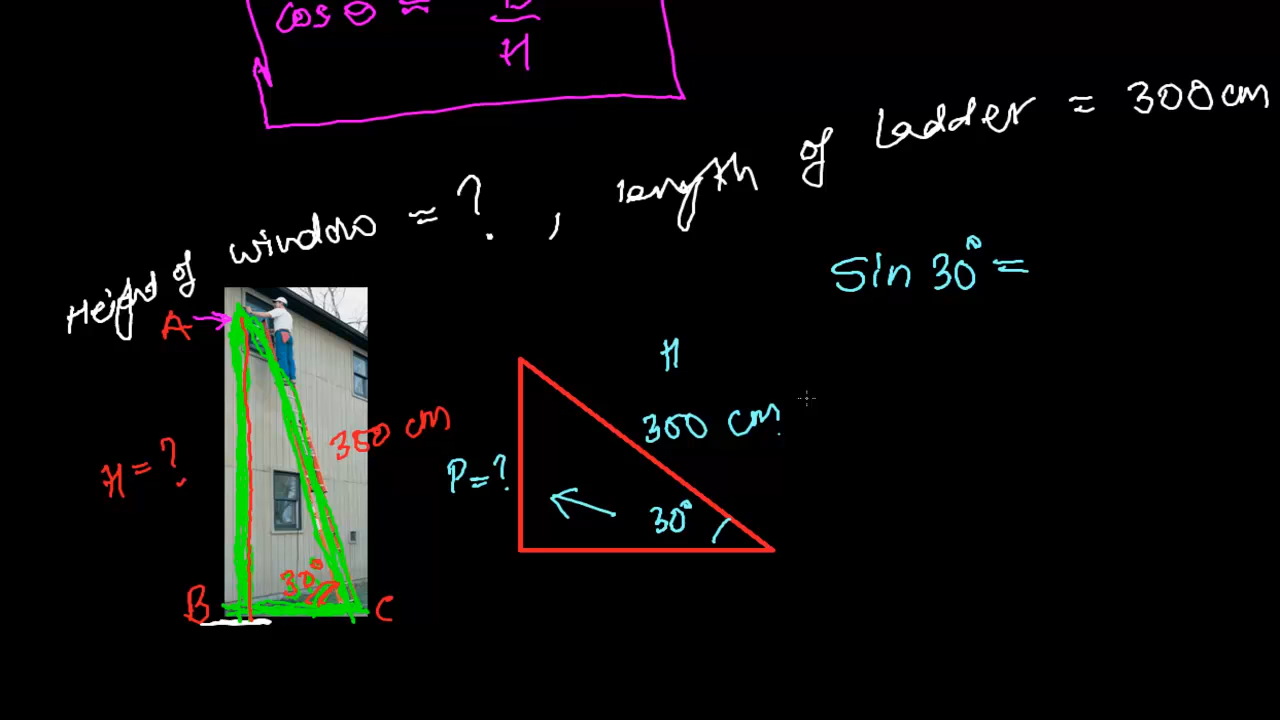 cos θ = B
H
length of Ladder = 300 cm
Height of window = ? ,
Sin 30° =
A
H
300 cm
300 cm
H = ?
P = ?
30°
30°
B
C